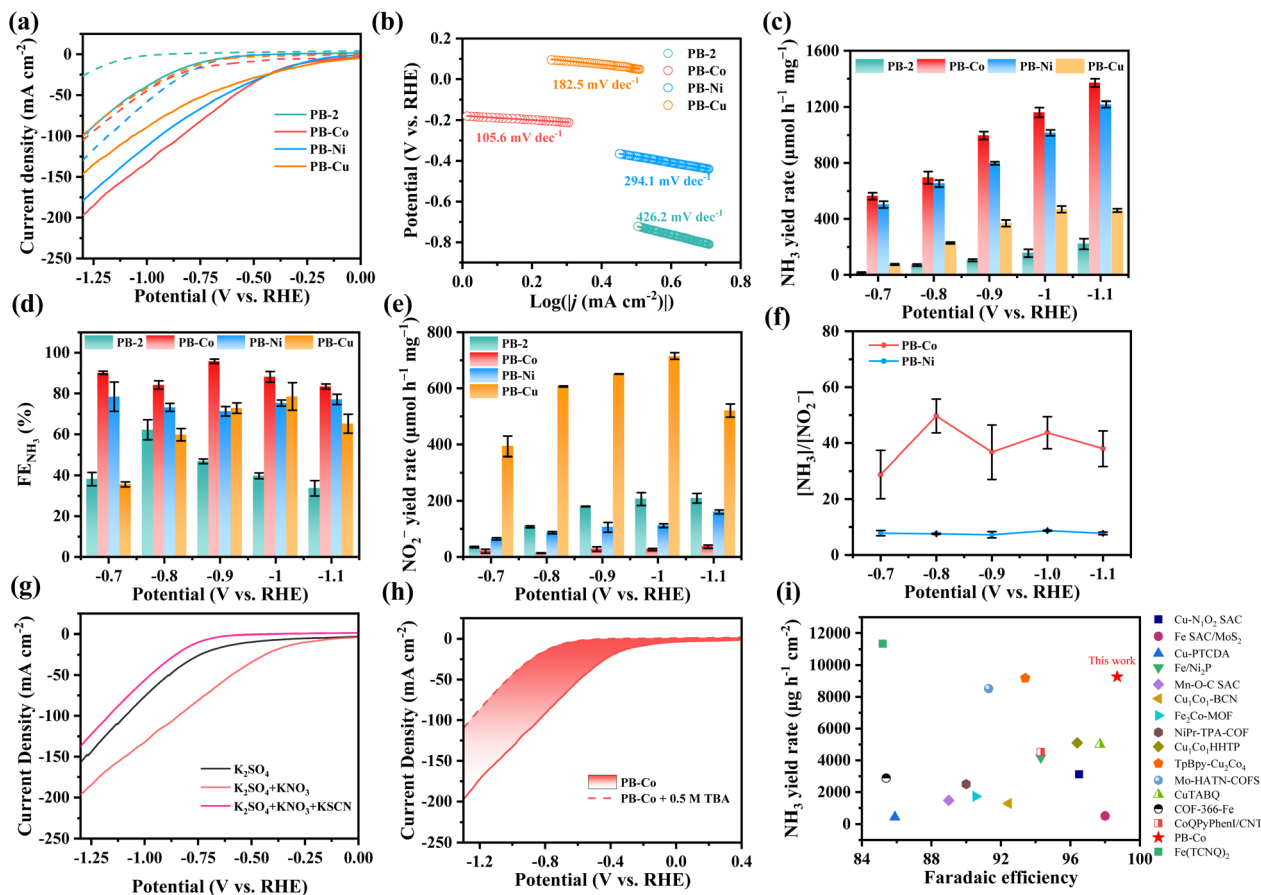 (a)
0
-50
-100
-150
-200
-250
Current density (mA cm⁻²)
-1.25 -1.00 -0.75 -0.50 -0.25 0.00
Potential (V vs. RHE)
PB-2
PB-Co
PB-Ni
PB-Cu
(b)
0.2
0.0
-0.2
-0.4
-0.6
-0.8
Potential (V vs. RHE)
0.0 0.2 0.4 0.6 0.8 1.0
Log(|j (mA cm⁻²)|)
PB-2
PB-Co
PB-Ni
PB-Cu
182.5 mV dec⁻¹
105.6 mV dec⁻¹
294.1 mV dec⁻¹
426.2 mV dec⁻¹
(c)
1600
1200
800
400
0
NH₃ yield rate (μmol h⁻¹ mg⁻¹)
PB-2 PB-Co PB-Ni PB-Cu
-0.7 -0.8 -0.9 -1 -1.1
Potential (V vs. RHE)
(d)
100
80
60
40
20
0
FE_NH₃ (%)
PB-2 PB-Co PB-Ni PB-Cu
-0.7 -0.8 -0.9 -1 -1.1
Potential (V vs. RHE)
(e)
800
600
400
200
0
NO₂⁻ yield rate (μmol h⁻¹ mg⁻¹)
PB-2
PB-Co
PB-Ni
PB-Cu
-0.7 -0.8 -0.9 -1 -1.1
Potential (V vs. RHE)
(f)
80
60
40
20
0
[NH₃]/[NO₂⁻]
PB-Co
PB-Ni
-0.7 -0.8 -0.9 -1.0 -1.1
Potential (V vs. RHE)
(g)
0
-50
-100
-150
-200
-250
Current Density (mA cm⁻²)
K₂SO₄
K₂SO₄+KNO₃
K₂SO₄+KNO₃+KSCN
-1.25 -1.00 -0.75 -0.50 -0.25 0.00
Potential (V vs. RHE)
(h)
0
-50
-100
-150
-200
-250
Current Density (mA cm⁻²)
PB-Co
PB-Co + 0.5 M TBA
-1.2 -0.8 -0.4 0.0 0.4
Potential (V vs. RHE)
(i)
12000
10000
8000
6000
4000
2000
0
NH₃ yield rate (μg h⁻¹ cm⁻²)
This work
84 88 92 96 100
Faradaic efficiency
Cu-N₁O₂ SAC
Fe SAC/MoS₂
Cu-PTCDA
Fe/Ni₂P
Mn-O-C SAC
Cu₁Co₁-BCN
Fe₂Co-MOF
NiPr-TPA-COF
Cu₁Co₁HHTP
TpBpy-Cu₂Co₄
Mo-HATN-COFS
CuTABQ
COF-366-Fe
CoQPyPhenI/CNT
PB-Co
Fe(TCNQ)₂